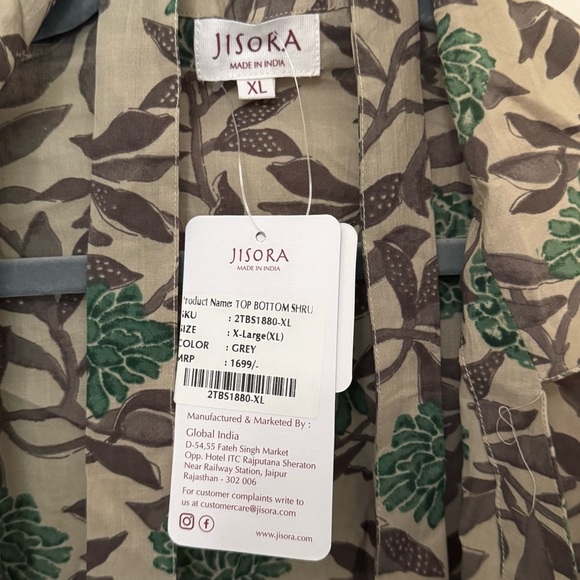 JISORA
MADE IN INDIA
XL
JISORA
MADE IN INDIA
Product Name: TOP BOTTOM SHRU
SKU : 2TBS1880-XL
SIZE : X-Large(XL)
COLOR : GREY
MRP : 1699/-
2TBS1880-XL
Manufactured & Marketed By :
Global India
D-54,55 Fateh Singh Market
Opp. Hotel ITC Rajputana Sheraton
Near Railway Station, Jaipur
Rajasthan - 302 006
For customer complaints write to
us at customercare@jisora.com
www.jisora.com